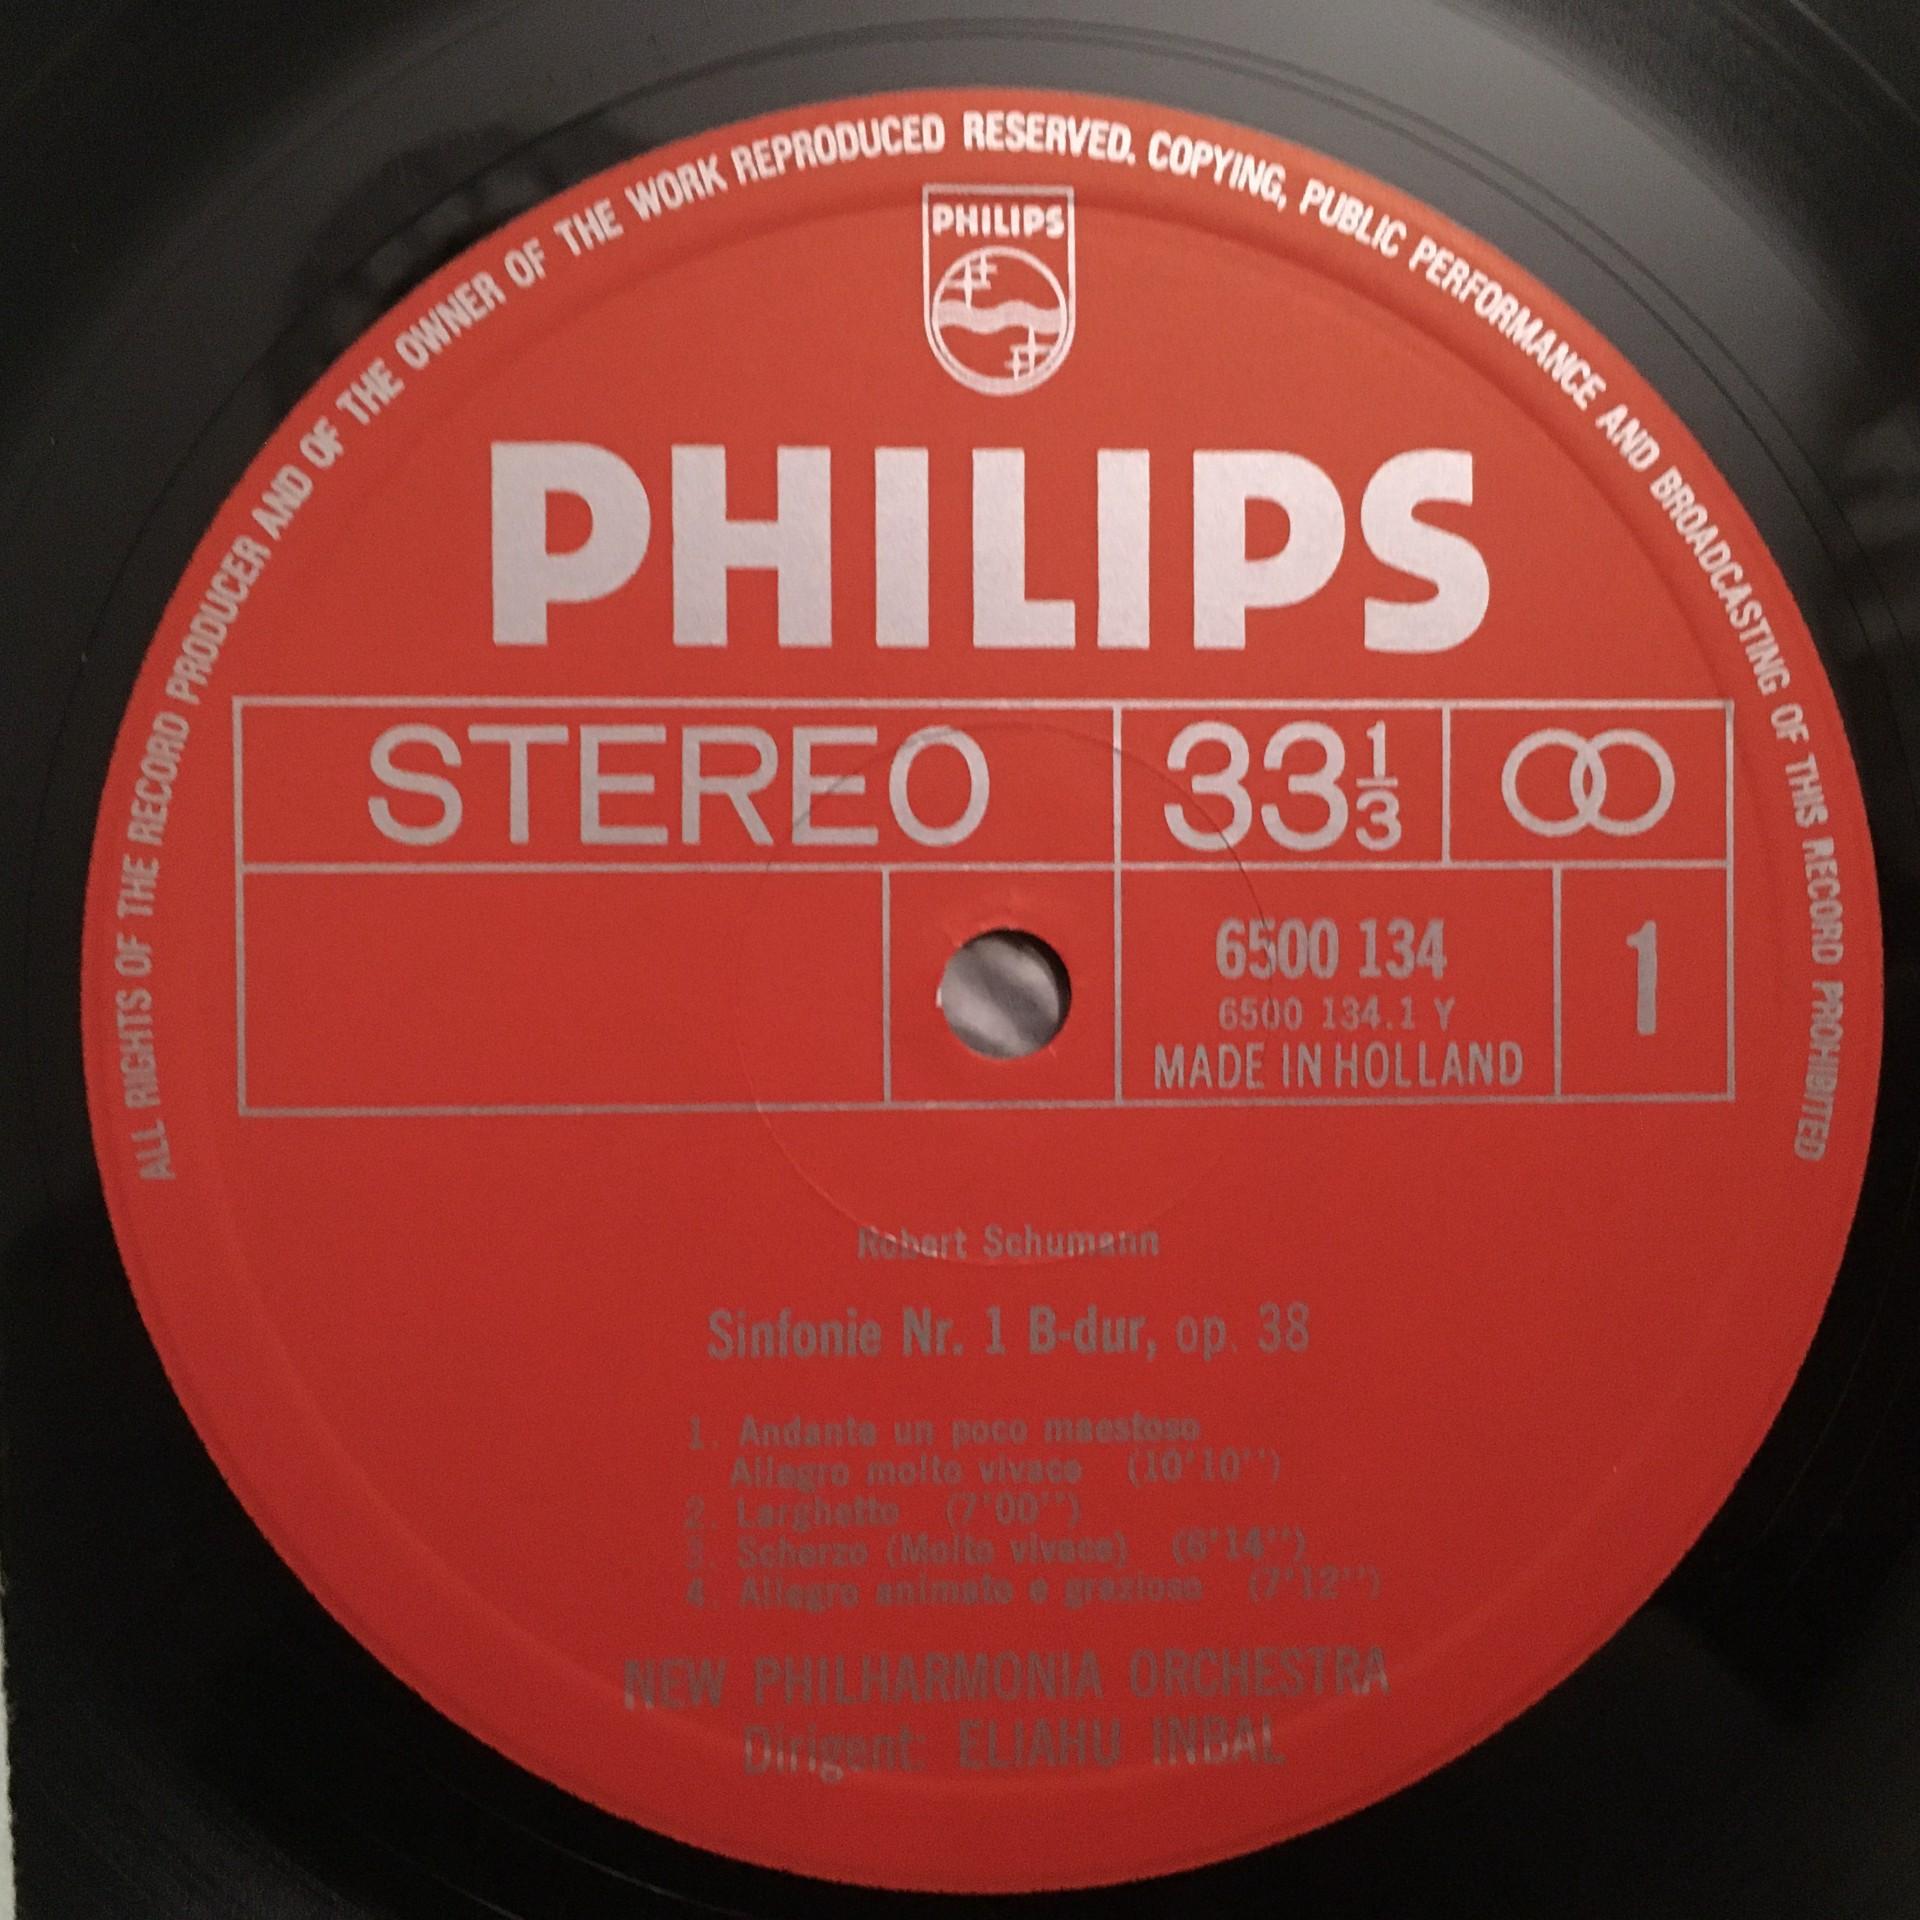 ALL RIGHTS OF THE RECORD PRODUCER AND OF THE OWNER OF THE WORK REPRODUCED RESERVED. COPYING, PUBLIC PERFORMANCE AND BROADCASTING OF THIS RECORD PROHIBITED
PHILIPS
PHILIPS
STEREO 33 1/3
6500 134 1
6500 134.1 Y
MADE IN HOLLAND
Robert Schumann
Sinfonie Nr. 1 B-dur, op. 38
1. Andante un poco maestoso
Allegro molto vivace (10'10'')
2. Larghetto (7'00'')
3. Scherzo (Molto vivace) (6'14'')
4. Allegro animato e grazioso (7'12'')
NEW PHILHARMONIA ORCHESTRA
Dirigent: ELIAHU INBAL